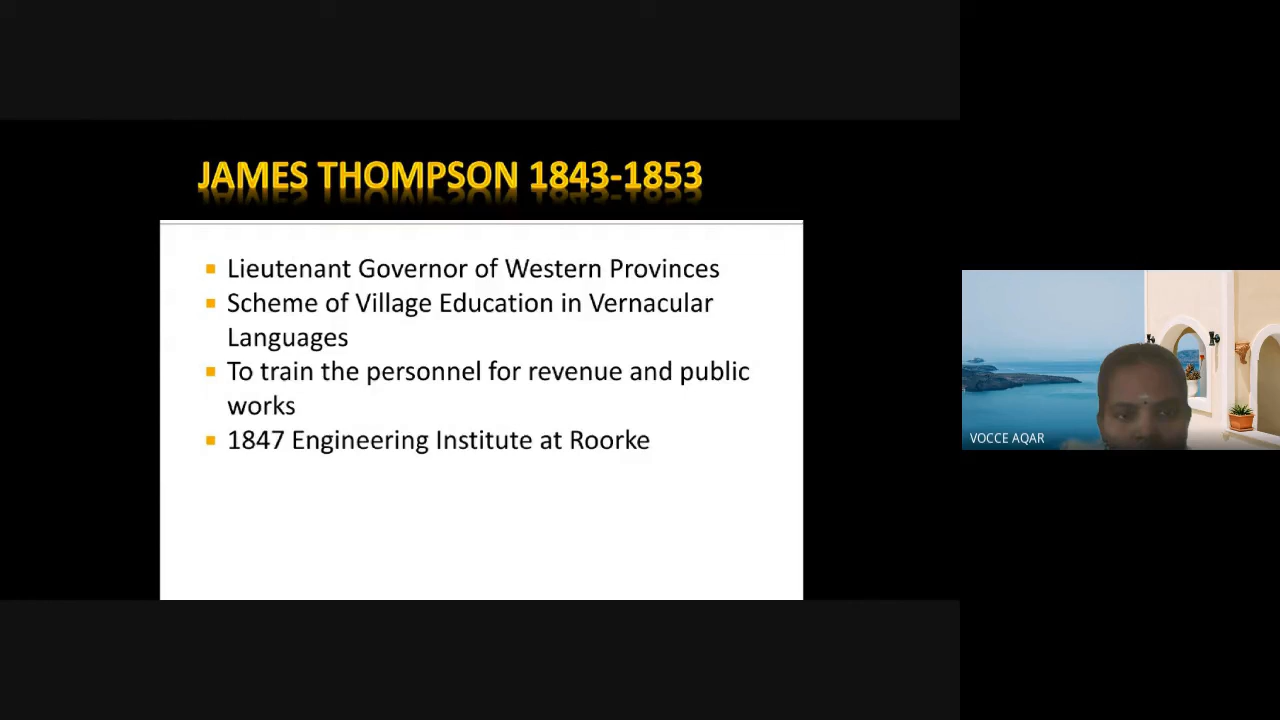 JAMES THOMPSON 1843-1853
Lieutenant Governor of Western Provinces
Scheme of Village Education in Vernacular
Languages
To train the personnel for revenue and public
works
1847 Engineering Institute at Roorke
VOCCE AQAR